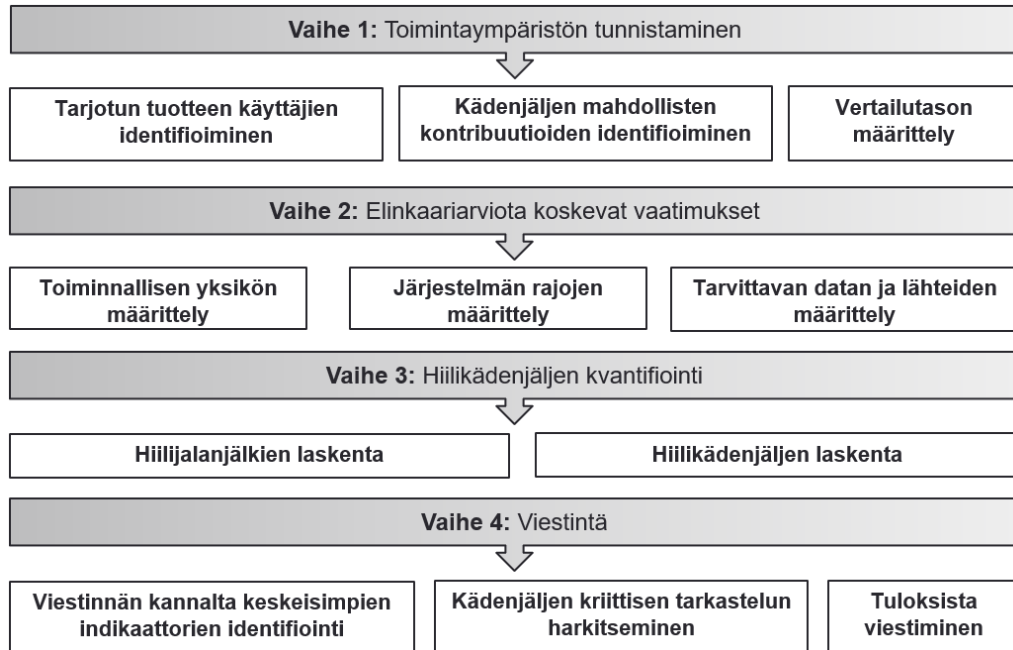 Vaihe 1: Toimintaympäristön tunnistaminen
Tarjotun tuotteen käyttäjien
identifioiminen
Kädenjäljen mahdollisten
kontribuutioiden identifioiminen
Vertailutason
määrittely
Vaihe 2: Elinkaariarviota koskevat vaatimukset
Toiminnallisen yksikön
määrittely
Järjestelmän rajojen
määrittely
Tarvittavan datan ja lähteiden
määrittely
Vaihe 3: Hiilikädenjäljen kvantifiointi
Hiilijalanjälkien laskenta
Hiilikädenjäljen laskenta
Vaihe 4: Viestintä
Viestinnän kannalta keskeisimpien
indikaattorien identifiointi
Kädenjäljen kriittisen tarkastelun
harkitseminen
Tuloksista
viestiminen